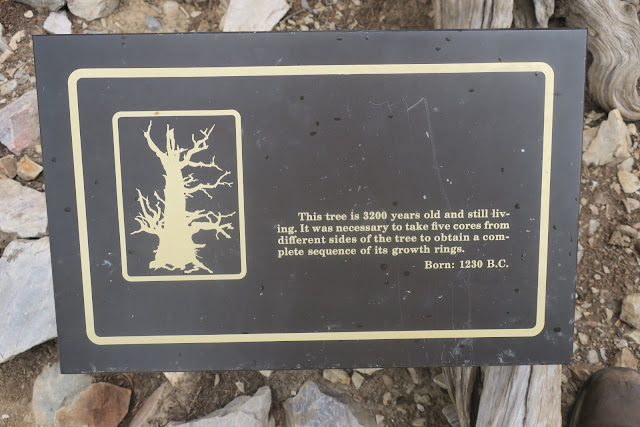 This tree is 3200 years old and still liv-
ing. It was necessary to take five cores from
different sides of the tree to obtain a com-
plete sequence of its growth rings.
Born: 1230 B.C.